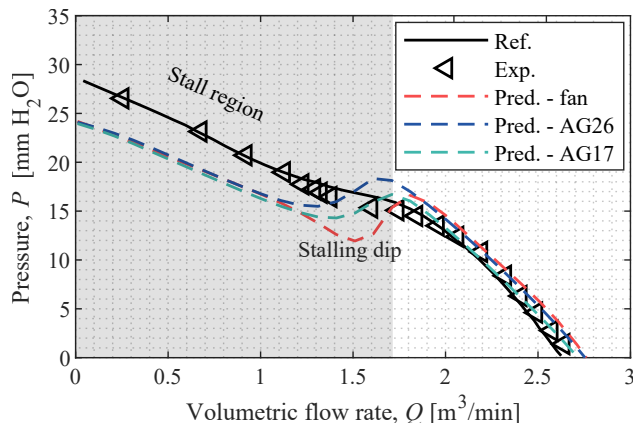 35
30
25
20
15
10
5
0
Pressure, P [mm H₂O]
Stall region
Stalling dip
Ref.
Exp.
Pred. - fan
Pred. - AG26
Pred. - AG17
0 0.5 1 1.5 2 2.5 3
Volumetric flow rate, Q [m³/min]